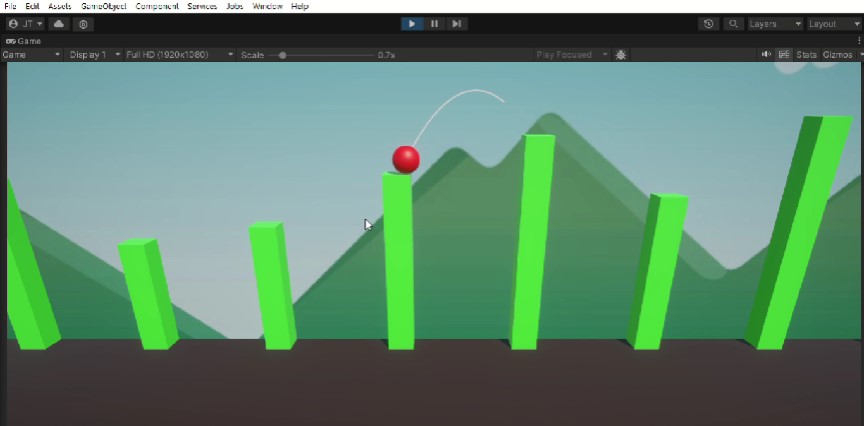 File Edit Assets GameObject Component Services Jobs Window Help
JT Layers Layout
Game
Game Display 1 Full HD (1920x1080) Scale 0.7x Play Focused Stats Gizmos